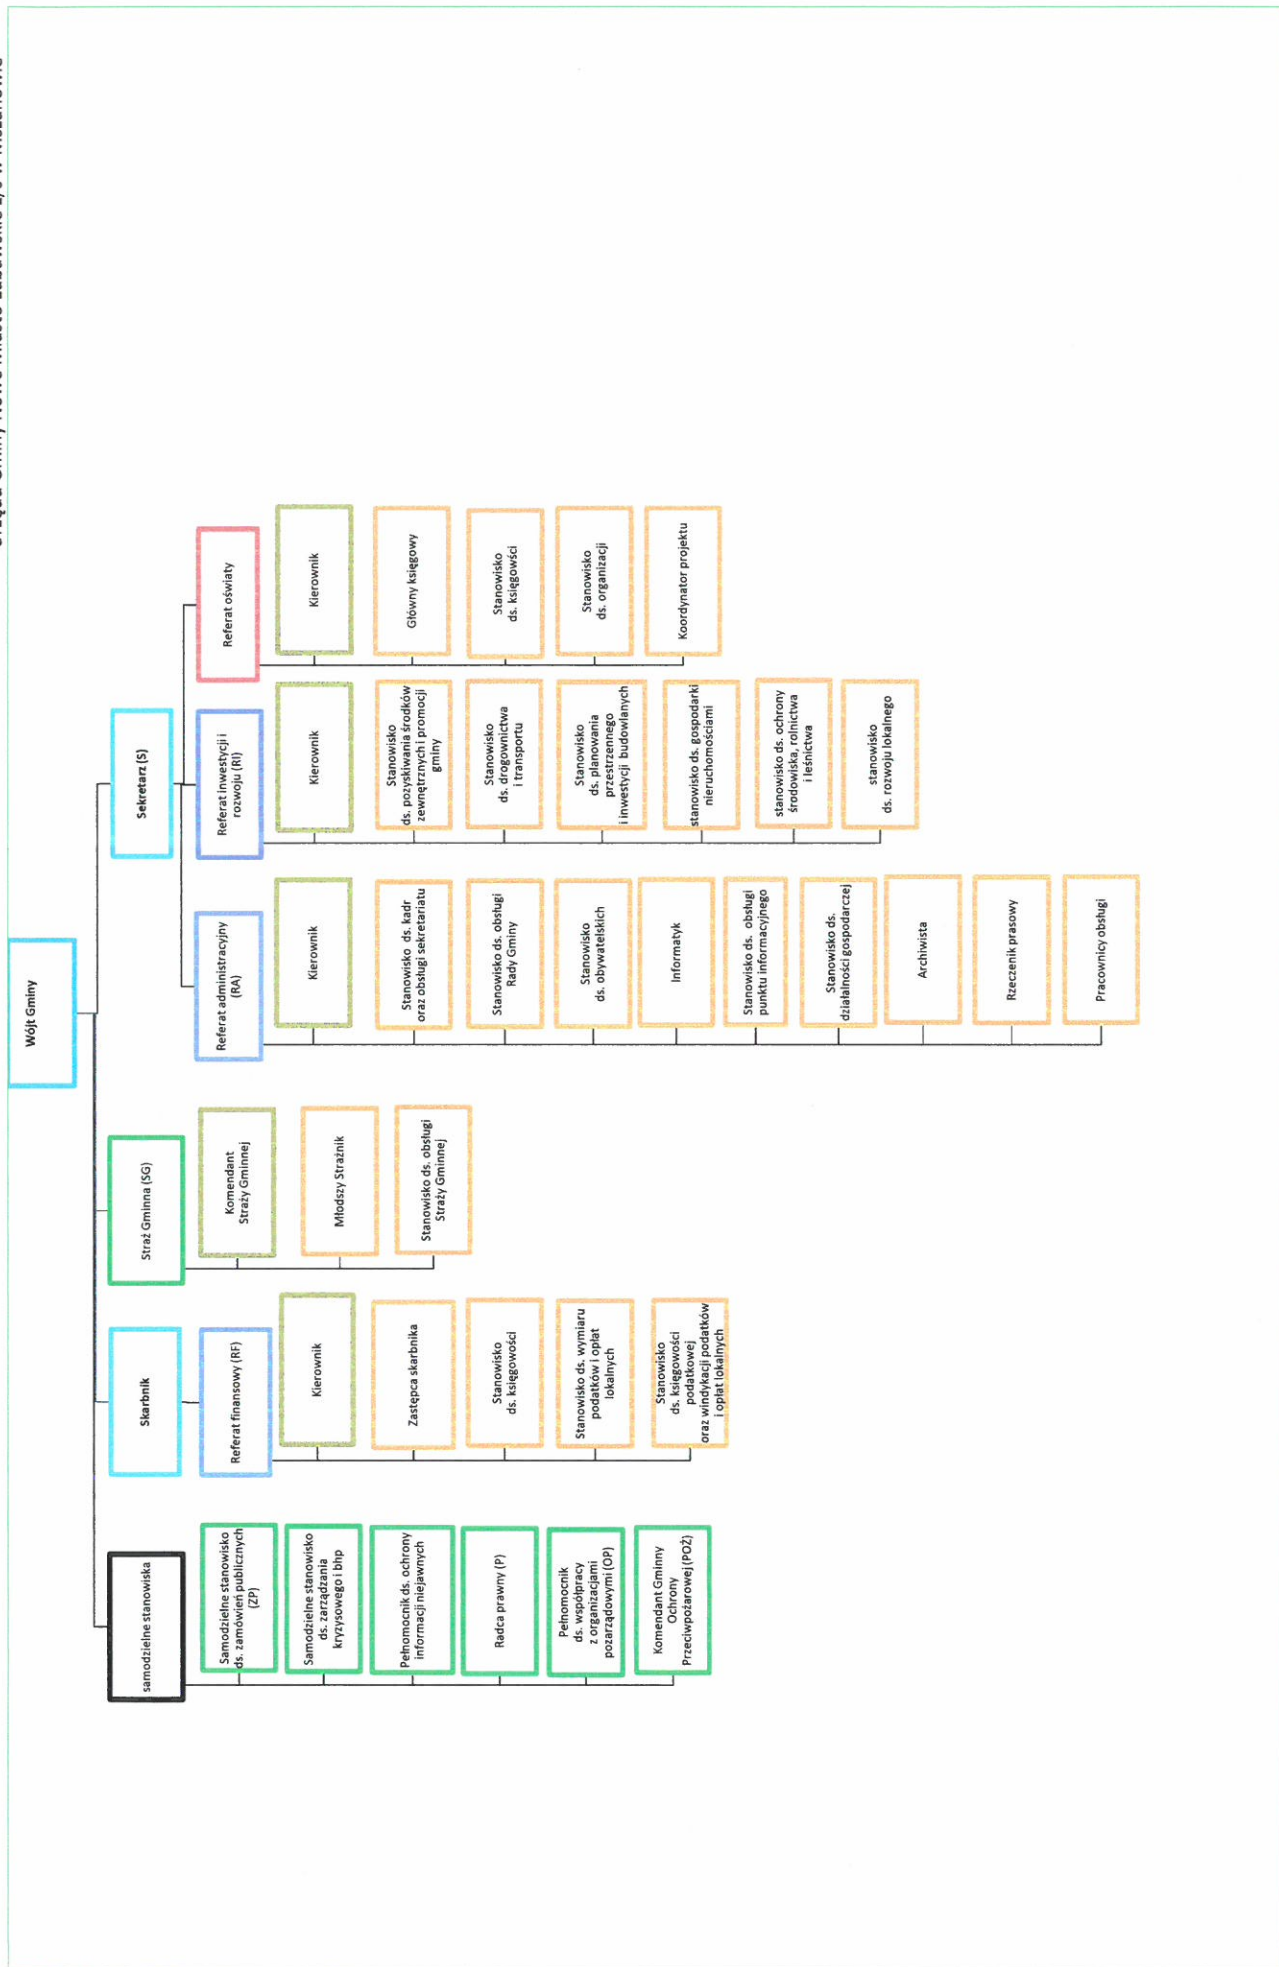 Urzędu Gminy Nowe Miasto Lubawskie z/s w Mszanowie
Wójt Gminy
samodzielne stanowiska
Samodzielne stanowisko
ds. zamówień publicznych
(ZP)
Samodzielne stanowisko
ds. zarządzania
kryzysowego i bhp
Pełnomocnik ds. ochrony
informacji niejawnych
Radca prawny (P)
Pełnomocnik
ds. współpracy
z organizacjami
pozarządowymi (OP)
Komendant Gminny
Ochrony
Przeciwpożarowej (POŻ)
Skarbnik
Referat finansowy (RF)
Kierownik
Zastępca skarbnika
Stanowisko
ds. księgowości
Stanowisko ds. wymiaru
podatków i opłat
lokalnych
Stanowisko
ds. księgowości
podatkowej
oraz windykacji podatków
i opłat lokalnych
Straż Gminna (SG)
Komendant
Straży Gminnej
Młodszy Strażnik
Stanowisko ds. obsługi
Straży Gminnej
Sekretarz (S)
Referat administracyjny
(RA)
Kierownik
Stanowisko ds. kadr
oraz obsługi sekretariatu
Stanowisko ds. obsługi
Rady Gminy
Stanowisko
ds. obywatelskich
Informatyk
Stanowisko ds. obsługi
punktu informacyjnego
Stanowisko ds.
działalności gospodarczej
Archiwista
Rzecznik prasowy
Pracownicy obsługi
Referat inwestycji i
rozwoju (RI)
Kierownik
Stanowisko
ds. pozyskiwania środków
zewnętrznych i promocji
gminy
Stanowisko
ds. drogownictwa
i transportu
Stanowisko
ds. planowania
przestrzennego
i inwestycji budowlanych
stanowisko ds. gospodarki
nieruchomościami
stanowisko ds. ochrony
środowiska, rolnictwa
i leśnictwa
stanowisko
ds. rozwoju lokalnego
Referat oświaty
Kierownik
Główny księgowy
Stanowisko
ds. księgowści
Stanowisko
ds. organizacji
Koordynator projektu